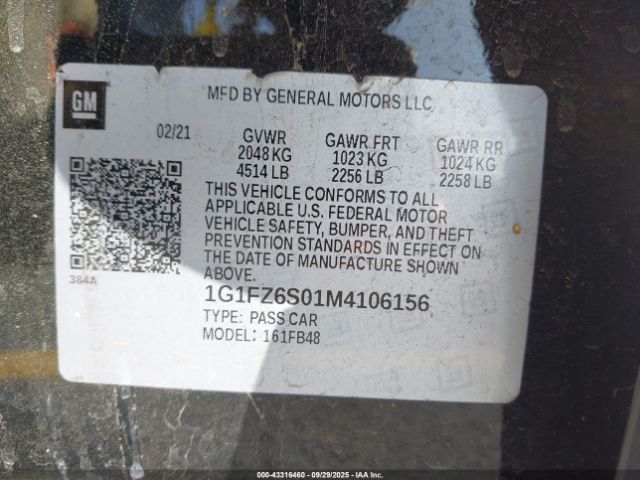 GM
MFD BY GENERAL MOTORS LLC
02/21
GVWR GAWR FRT GAWR RR
2048 KG 1023 KG 1024 KG
4514 LB 2256 LB 2258 LB
THIS VEHICLE CONFORMS TO ALL
APPLICABLE U.S. FEDERAL MOTOR
VEHICLE SAFETY, BUMPER, AND THEFT
PREVENTION STANDARDS IN EFFECT ON
THE DATE OF MANUFACTURE SHOWN
ABOVE.
384A
1G1FZ6S01M4106156
TYPE: PASS CAR
MODEL: 161FB48
000-43316460 - 09/29/2025 - IAA Inc.